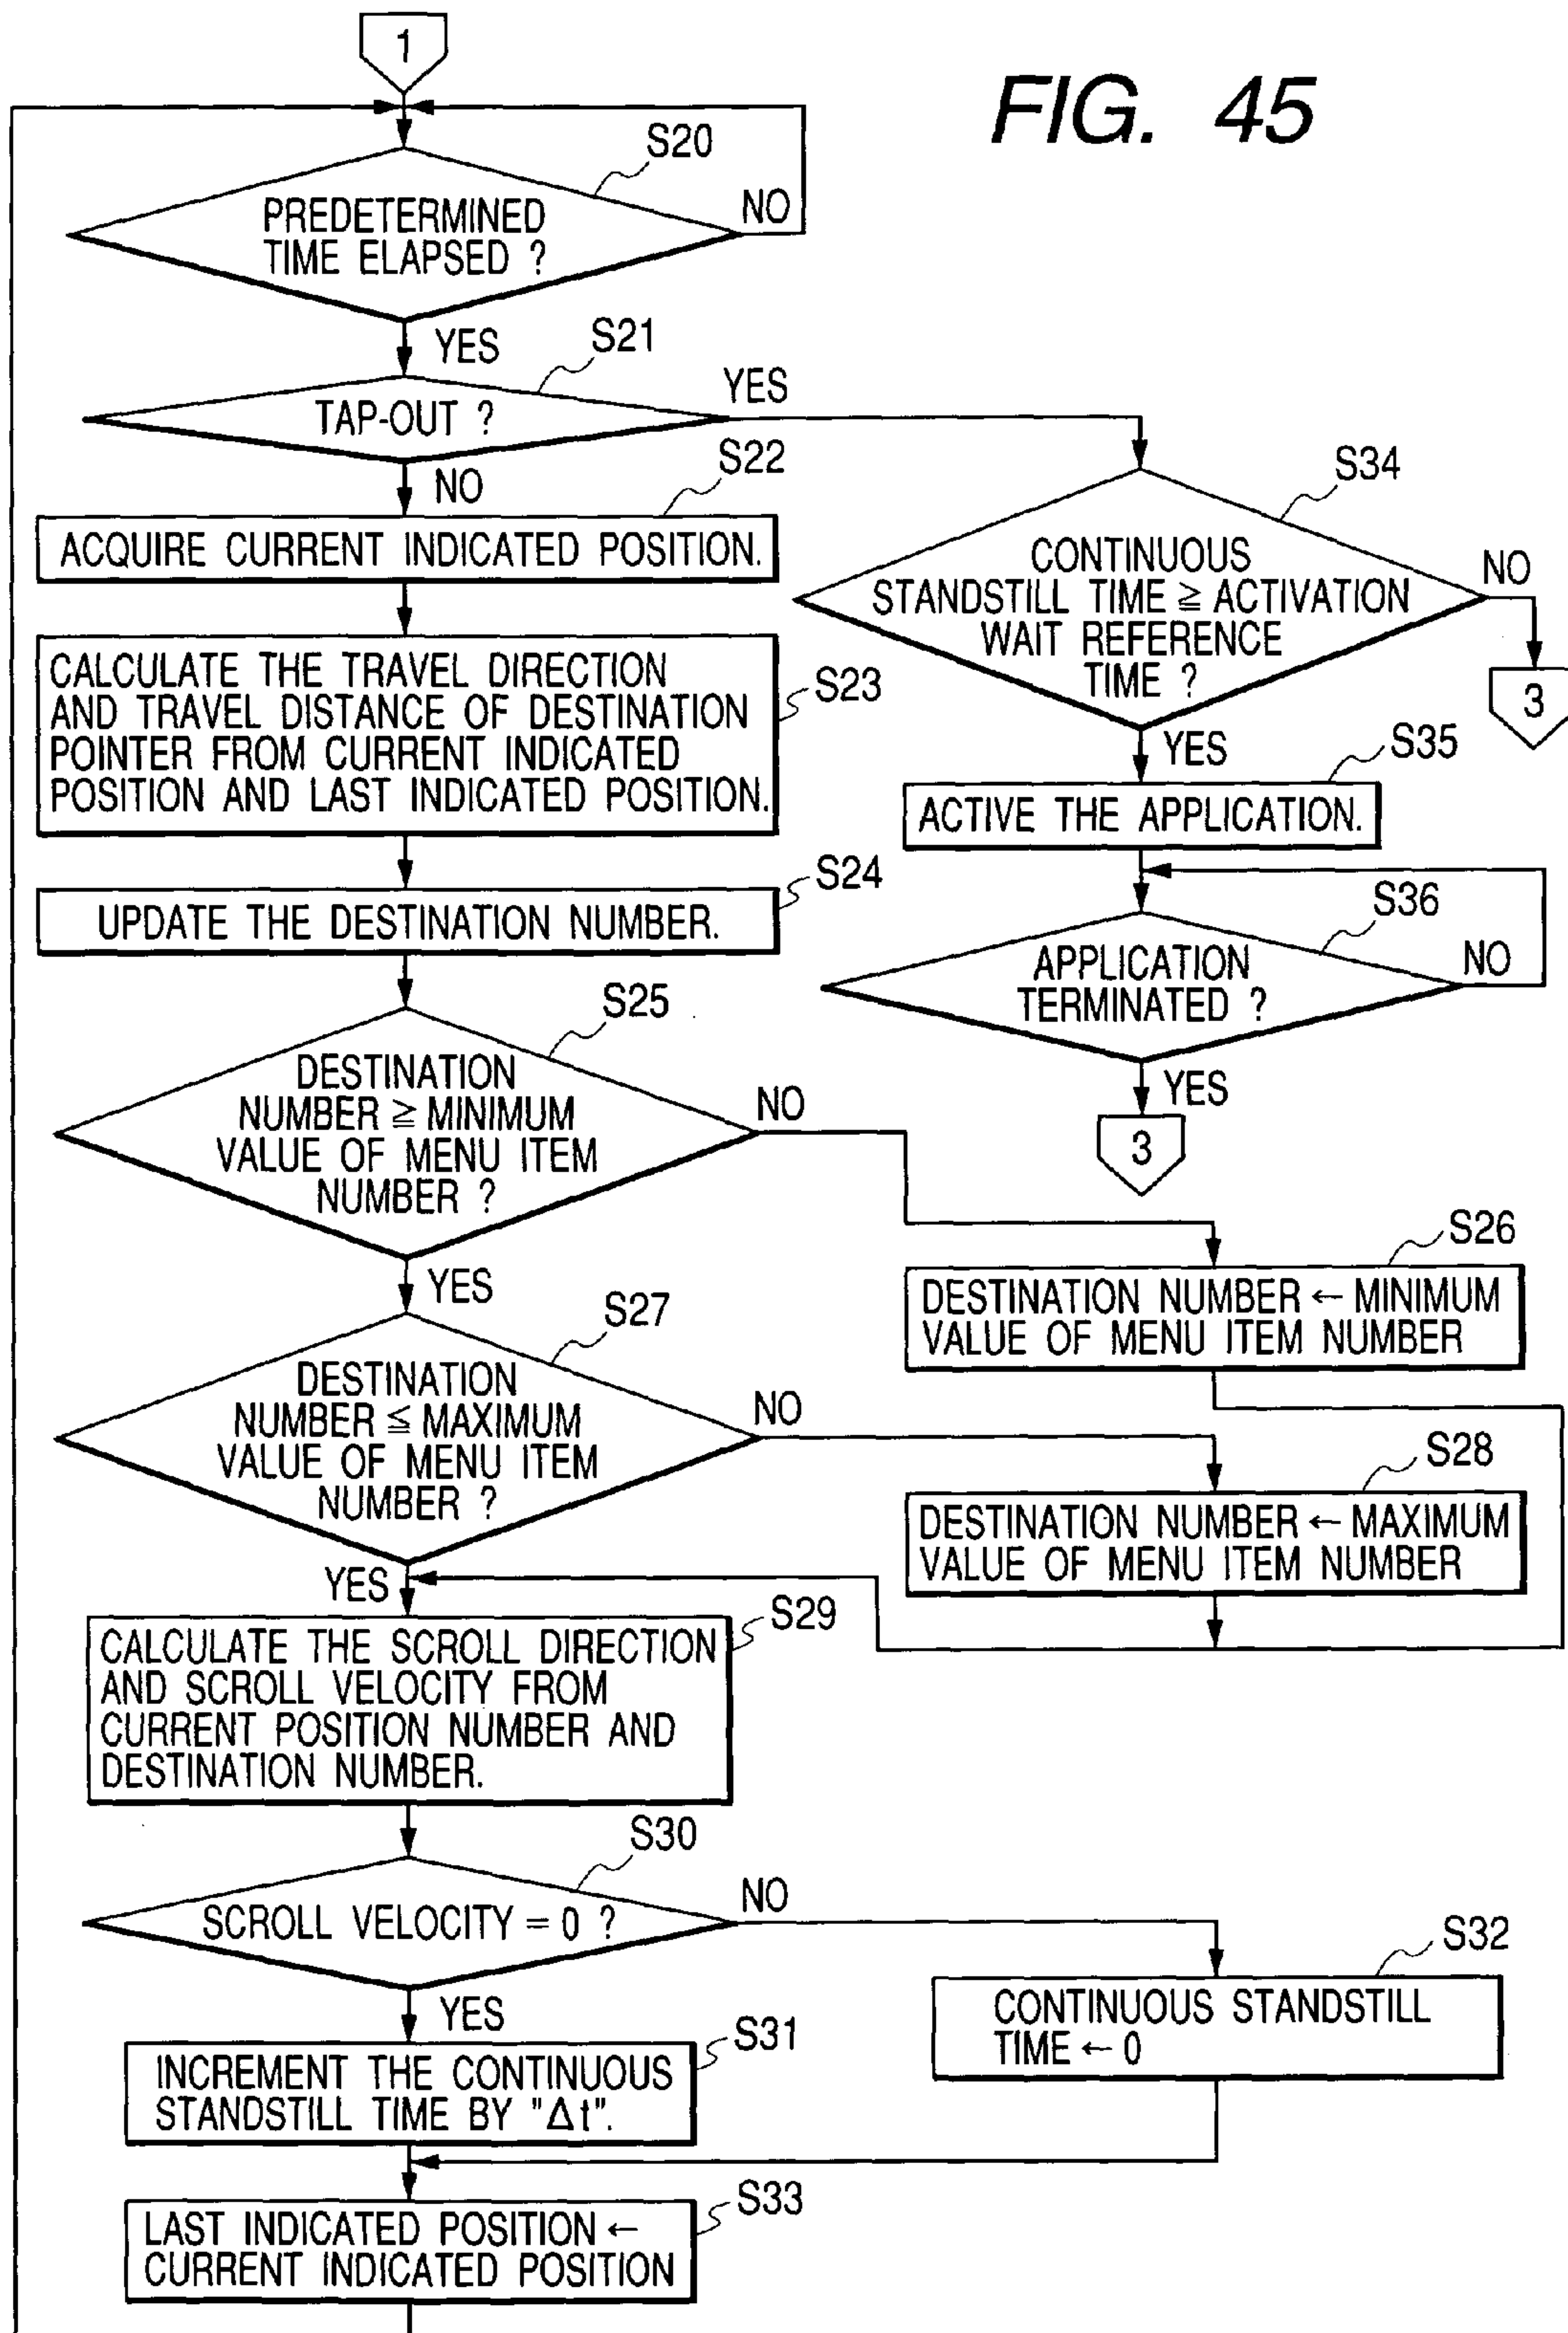 1
FIG. 45
S20
PREDETERMINED
TIME ELAPSED ?
NO
YES
S21
TAP-OUT ?
YES
NO
S22
ACQUIRE CURRENT INDICATED POSITION.
CALCULATE THE TRAVEL DIRECTION
AND TRAVEL DISTANCE OF DESTINATION
POINTER FROM CURRENT INDICATED
POSITION AND LAST INDICATED POSITION.
S23
UPDATE THE DESTINATION NUMBER.
S24
S34
CONTINUOUS
STANDSTILL TIME ≧ ACTIVATION
WAIT REFERENCE
TIME ?
NO
3
YES
S35
ACTIVE THE APPLICATION.
S36
APPLICATION
TERMINATED ?
NO
YES
3
S25
DESTINATION
NUMBER ≧ MINIMUM
VALUE OF MENU ITEM
NUMBER ?
NO
YES
S26
DESTINATION NUMBER ← MINIMUM
VALUE OF MENU ITEM NUMBER
S27
DESTINATION
NUMBER ≦ MAXIMUM
VALUE OF MENU ITEM
NUMBER ?
NO
YES
S28
DESTINATION NUMBER ← MAXIMUM
VALUE OF MENU ITEM NUMBER
S29
CALCULATE THE SCROLL DIRECTION
AND SCROLL VELOCITY FROM
CURRENT POSITION NUMBER AND
DESTINATION NUMBER.
S30
SCROLL VELOCITY = 0 ?
NO
YES
S32
CONTINUOUS STANDSTILL
TIME ← 0
S31
INCREMENT THE CONTINUOUS
STANDSTILL TIME BY "Δt".
S33
LAST INDICATED POSITION ←
CURRENT INDICATED POSITION